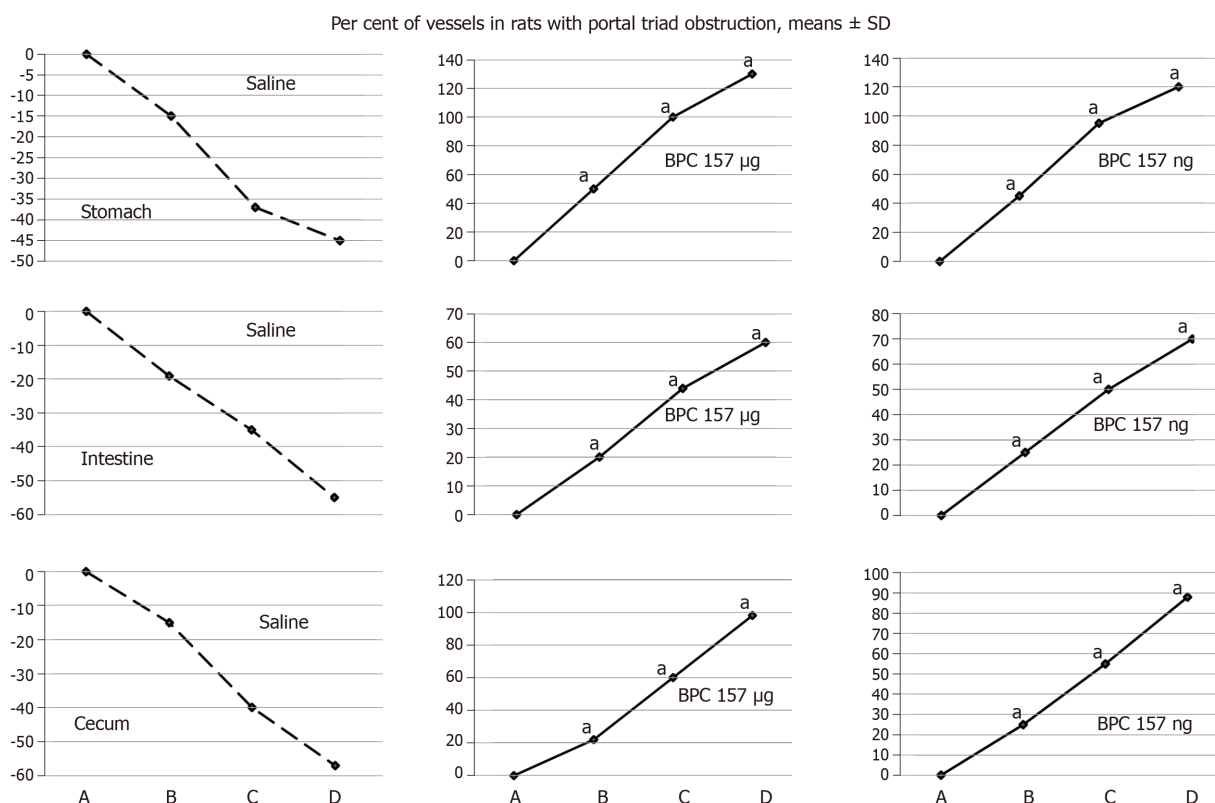 Per cent of vessels in rats with portal triad obstruction, means ± SD
0
-5
-10
-15
-20
-25
-30
-35
-40
-45
-50
Saline
Stomach
140
120
100
80
60
40
20
0
a
a
a
BPC 157 µg
140
120
100
80
60
40
20
0
a
a
a
BPC 157 ng
0
-10
-20
-30
-40
-50
-60
Saline
Intestine
70
60
50
40
30
20
10
0
a
a
a
BPC 157 µg
80
70
60
50
40
30
20
10
0
a
a
a
BPC 157 ng
0
-10
-20
-30
-40
-50
-60
Saline
Cecum
A B C D
120
100
80
60
40
20
0
a
a
a
BPC 157 µg
A B C D
100
90
80
70
60
50
40
30
20
10
0
a
a
a
BPC 157 ng
A B C D